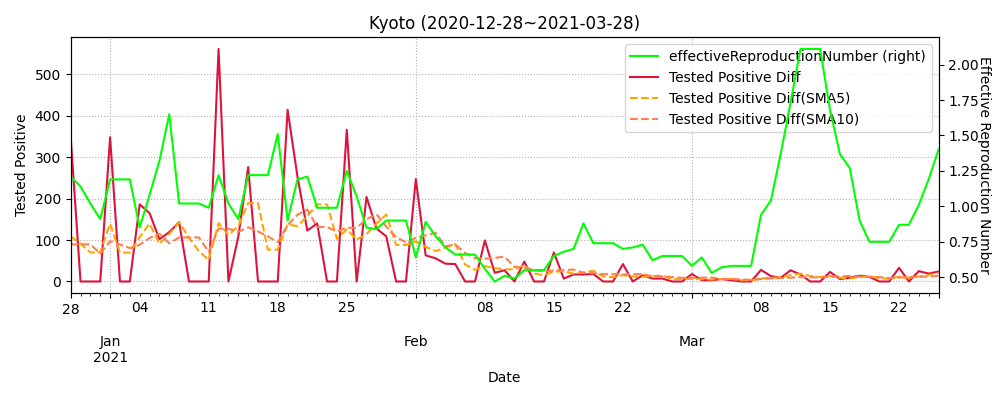 Kyoto (2020-12-28~2021-03-28)
effectiveReproductionNumber (right)
Tested Positive Diff
Tested Positive Diff(SMA5)
Tested Positive Diff(SMA10)
Tested Positive
500
400
300
200
100
0
Effective Reproduction Number
2.00
1.75
1.50
1.25
1.00
0.75
0.50
28 04 11 18 25 08 15 22 08 15 22
Jan Feb Mar
2021
Date